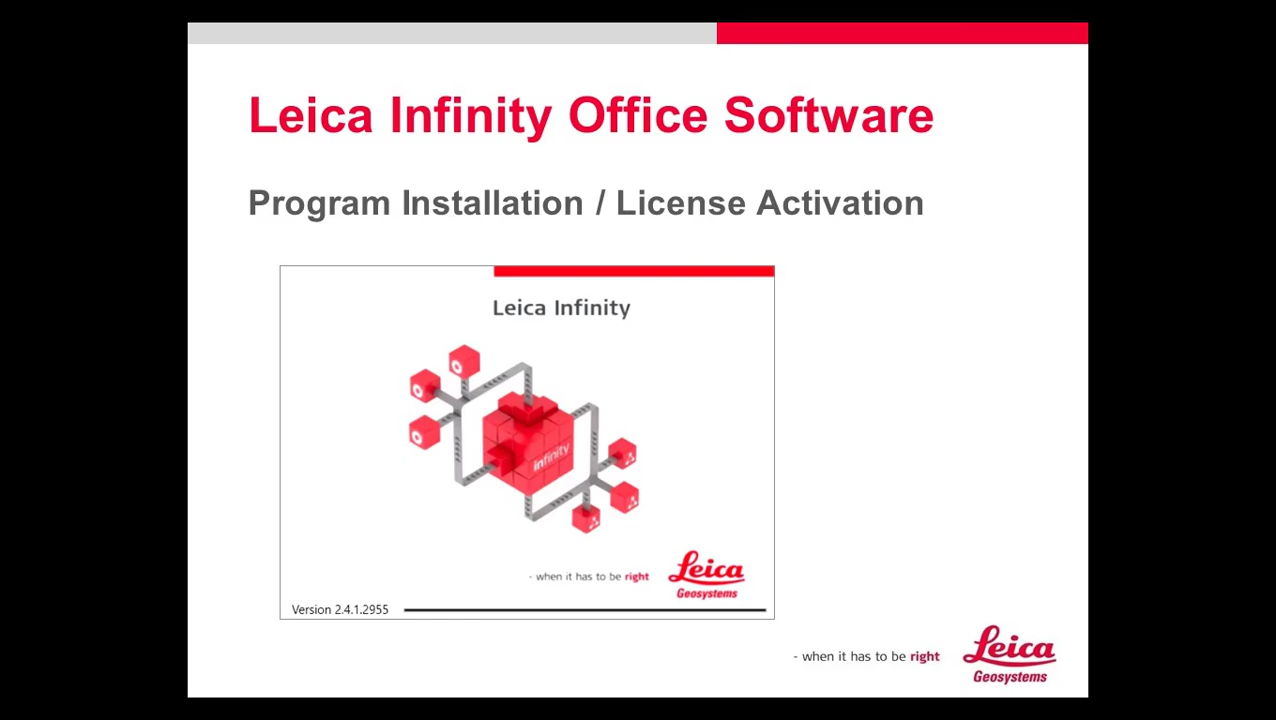 Leica Infinity Office Software
Program Installation / License Activation
Leica Infinity
infinity
- when it has to be right
Leica
Geosystems
Version 2.4.1.2955
- when it has to be right
Leica
Geosystems